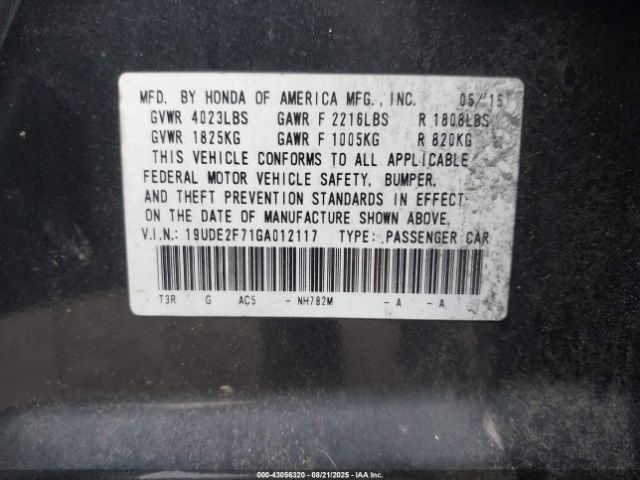 MFD. BY HONDA OF AMERICA MFG., INC. 05/15
GVWR 4023LBS GAWR F 2216LBS R 1808LBS
GVWR 1825KG GAWR F 1005KG R 820KG
THIS VEHICLE CONFORMS TO ALL APPLICABLE
FEDERAL MOTOR VEHICLE SAFETY, BUMPER,
AND THEFT PREVENTION STANDARDS IN EFFECT
ON THE DATE OF MANUFACTURE SHOWN ABOVE.
V.I.N.: 19UDE2F71GA012117 TYPE: PASSENGER CAR
T3R G AC5 - NH782M - A - A
000-43056320 - 08/21/2025 - IAA Inc.